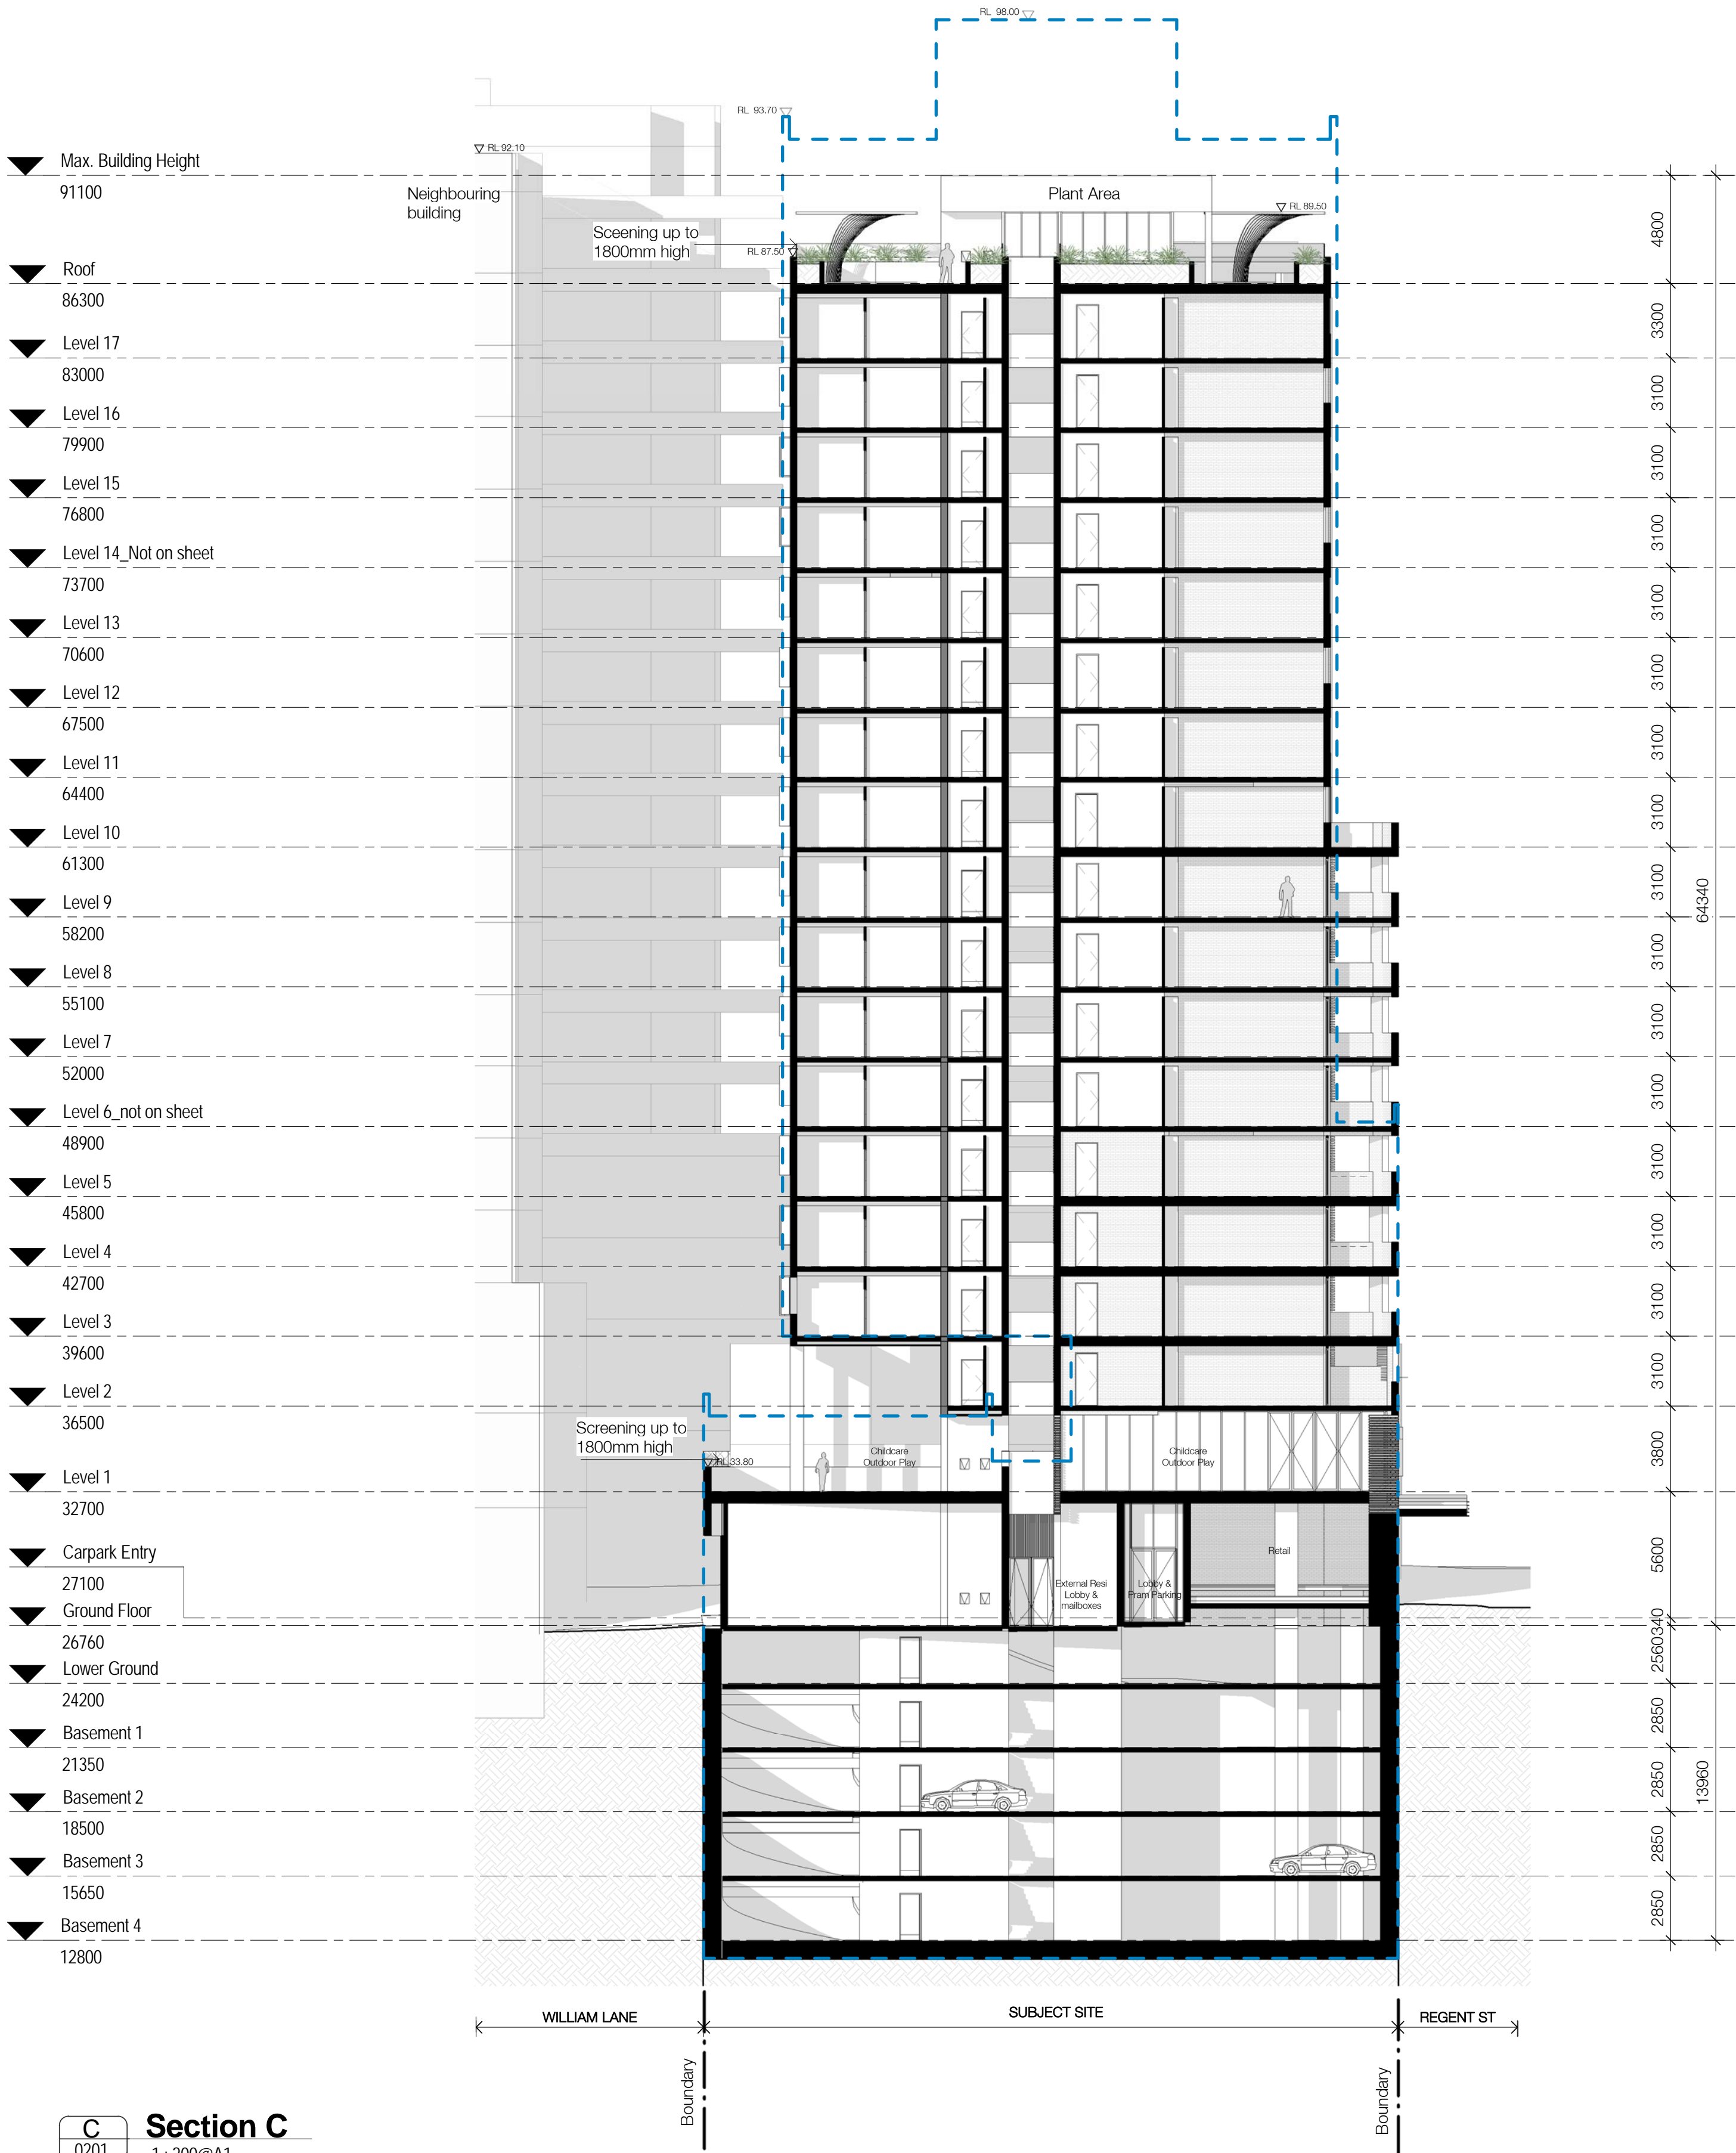 RL 98.00
RL 93.70
RL 92.10
Max. Building Height
91100
Neighbouring
building
Plant Area
RL 89.50
Sceening up to
1800mm high
RL 87.50
4800
Roof
86300
3300
Level 17
83000
3100
Level 16
79900
3100
Level 15
76800
3100
Level 14_Not on sheet
73700
3100
Level 13
70600
3100
Level 12
67500
3100
Level 11
64400
3100
Level 10
61300
3100
Level 9
58200
64340
3100
Level 8
55100
3100
Level 7
52000
3100
Level 6_not on sheet
48900
3100
Level 5
45800
3100
Level 4
42700
3100
Level 3
39600
3100
Level 2
36500
Screening up to
1800mm high
RL 33.80
Childcare
Outdoor Play
Childcare
Outdoor Play
3800
Level 1
32700
Carpark Entry
27100
Retail
External Resi
Lobby &
mailboxes
Lobby &
Pram Parking
5600
Ground Floor
26760
340
Lower Ground
24200
2560
Basement 1
21350
2850
Basement 2
18500
2850
13960
Basement 3
15650
2850
Basement 4
12800
2850
WILLIAM LANE
SUBJECT SITE
REGENT ST
Boundary
Boundary
C
0201
Section C
1 : 200@A1